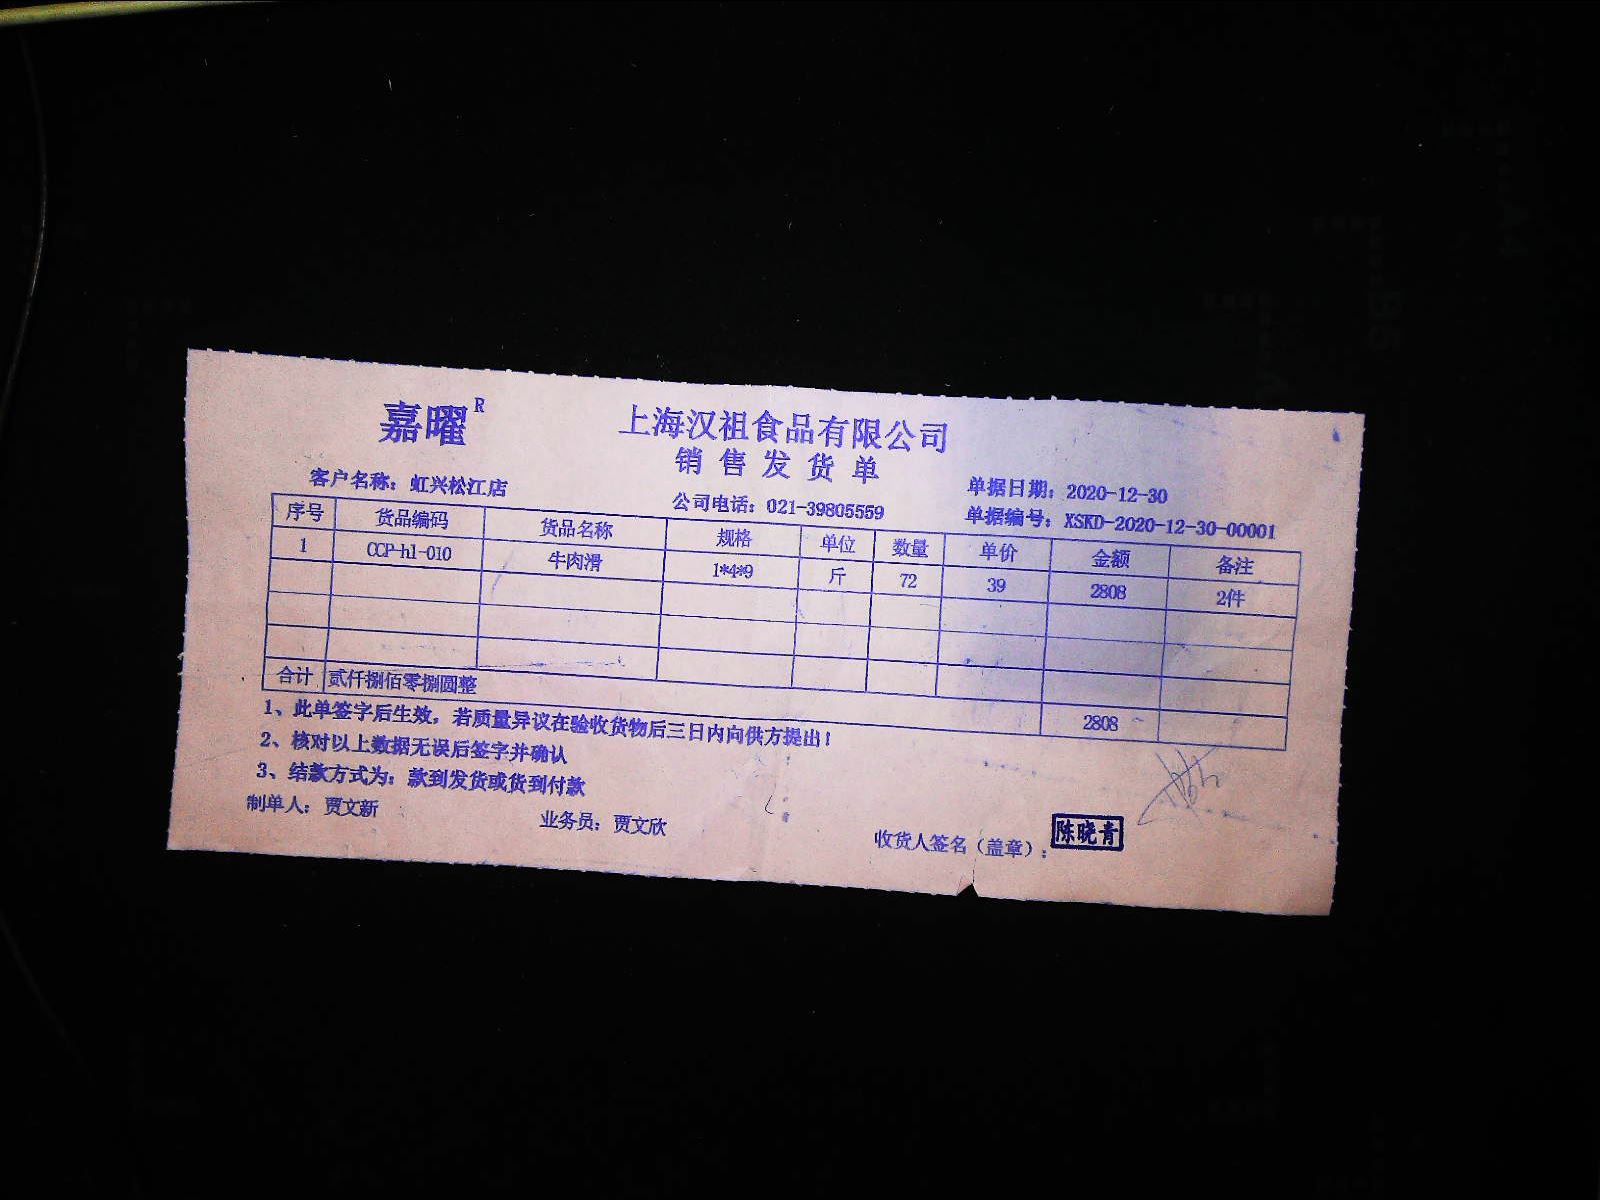 嘉曜R
上海汉祖食品有限公司
销售发货单
客户名称：虹兴松江店
公司电话：021-39805559
单据日期：2020-12-30
单据编号：XSKD-2020-12-30-00001
序号 货品编码 货品名称 规格 单位 数量 单价 金额 备注
1 CCP-hl-010 牛肉滑 1*4*9 斤 72 39 2808 2件
合计 贰仟捌佰零捌圆整 2808
1、此单签字后生效，若质量异议在验收货物后三日内向供方提出！
2、核对以上数据无误后签字并确认
3、结款方式为：款到发货或货到付款
制单人：贾文新 业务员：贾文欣 收货人签名（盖章）：陈晓青